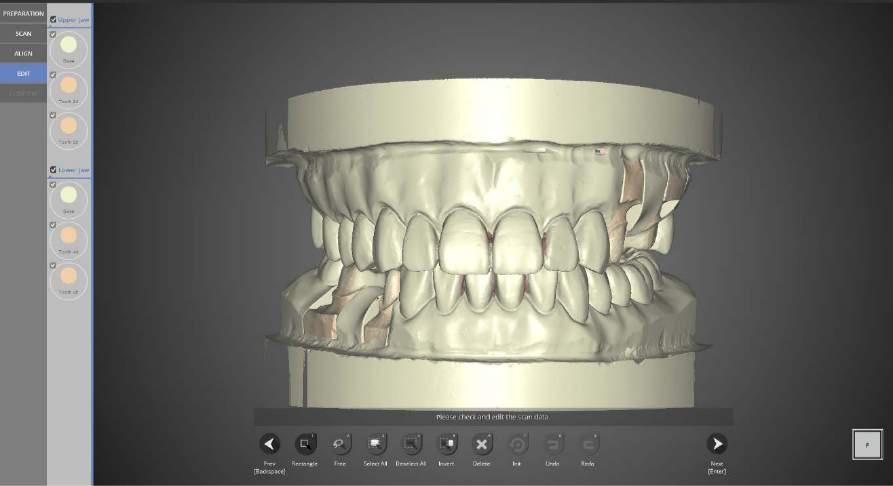 PREPARATION
SCAN
ALIGN
EDIT
Upper Jaw
Base
Lower Jaw
Base
Please check and edit the scan data.
Prev
[Backspace]
Rectangle
Free
Select All
Deselect All
Invert
Delete
Init
Undo
Redo
Next
[Enter]